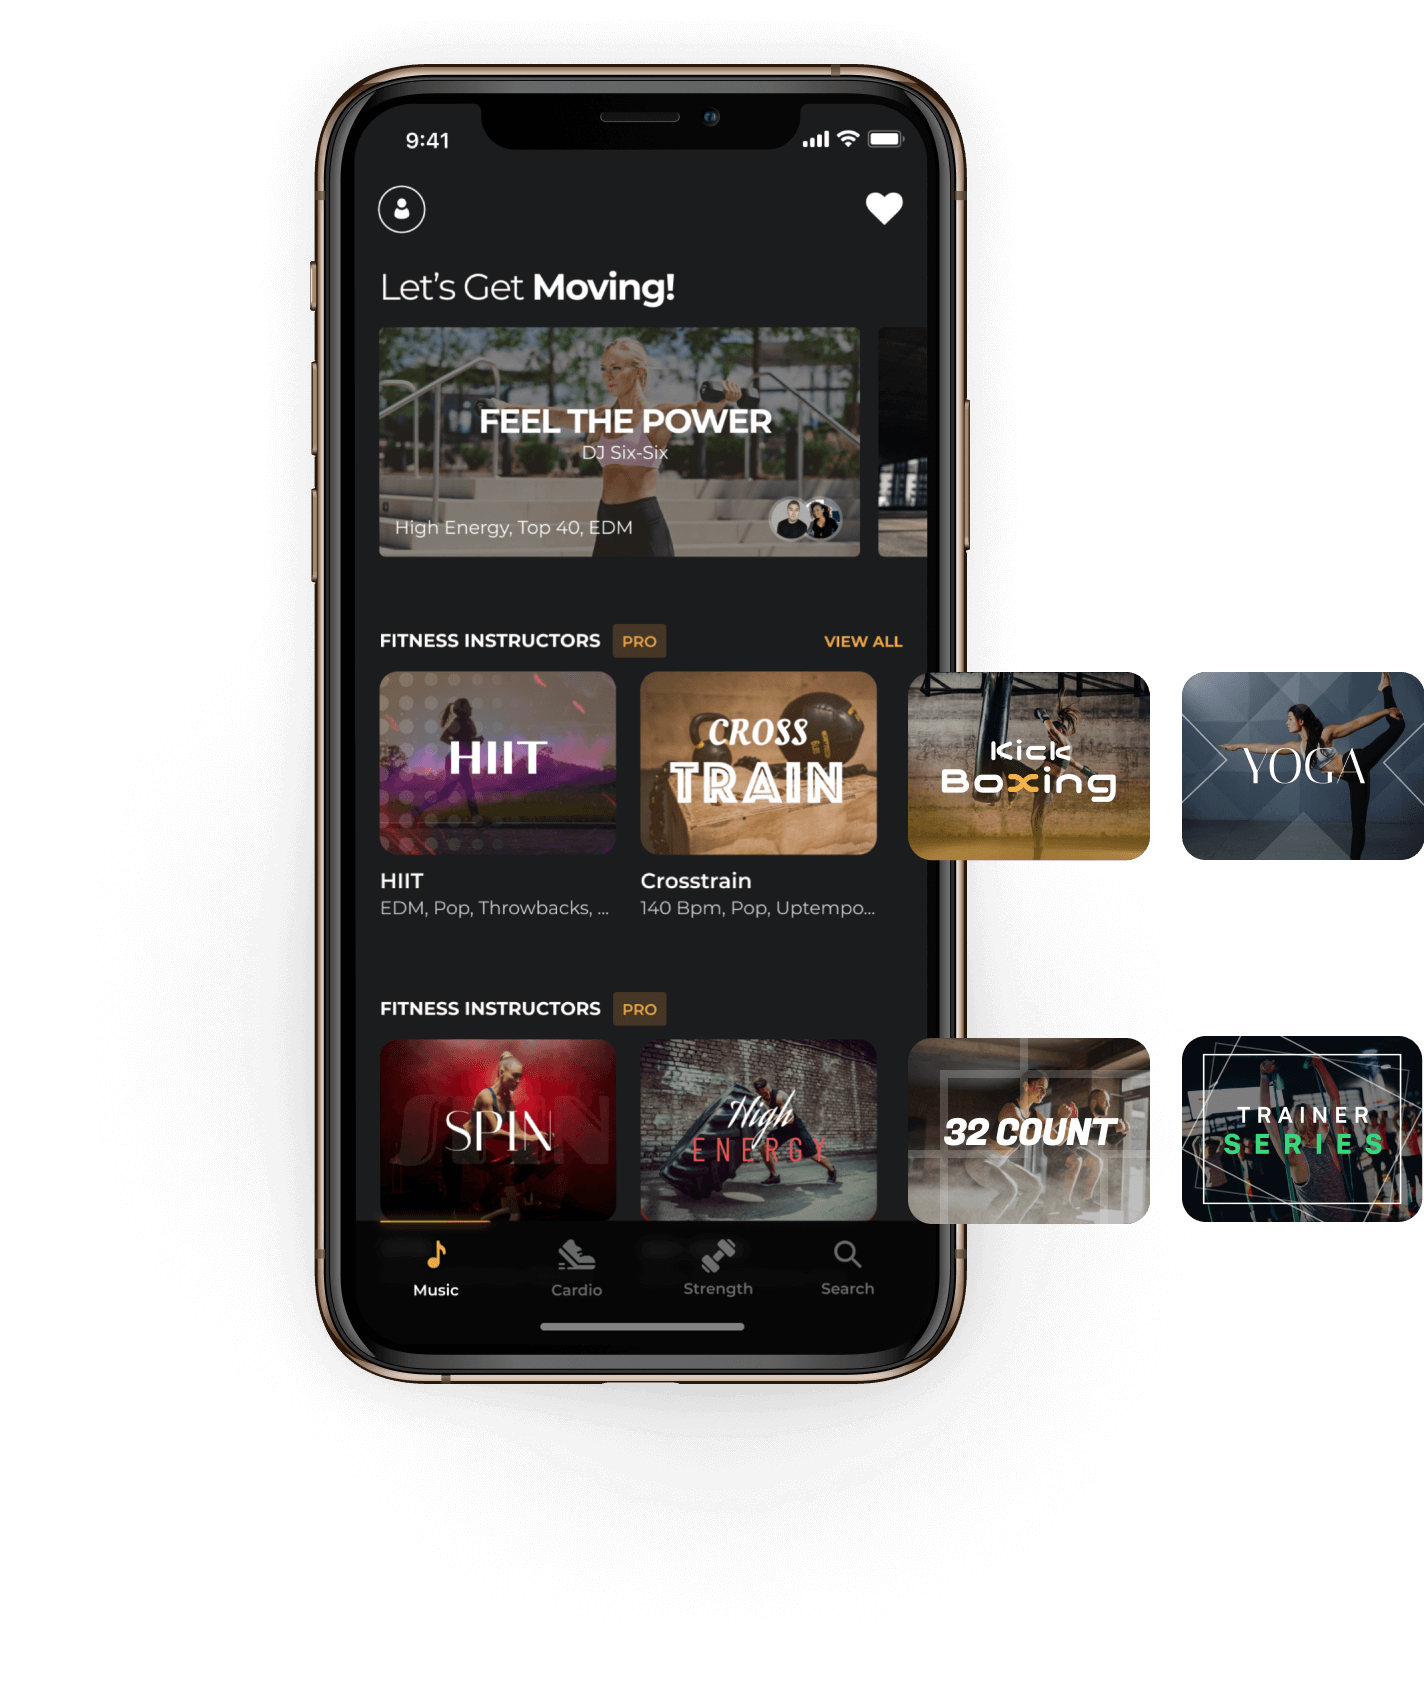 9:41
Let's Get Moving!
FEEL THE POWER
DJ Six-Six
High Energy, Top 40, EDM
FITNESS INSTRUCTORS PRO VIEW ALL
HIIT
CROSS
TRAIN
Kick
Boxing
YOGA
HIIT
EDM, Pop, Throwbacks, ...
Crosstrain
140 Bpm, Pop, Uptempo...
FITNESS INSTRUCTORS PRO
SPIN
SPIN
High
ENERGY
32 COUNT
TRAINER
SERIES
Music
Cardio
Strength
Search